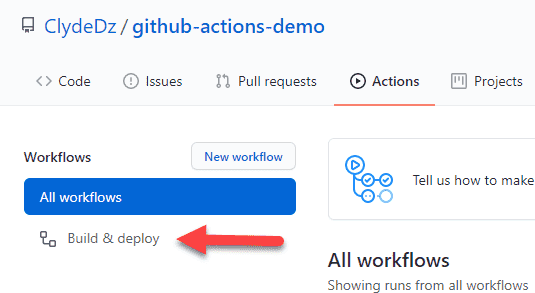 ClydeDz / github-actions-demo
Code Issues Pull requests Actions Projects
Workflows New workflow
All workflows
Build & deploy
Tell us how to make
All workflows
Showing runs from all workflows